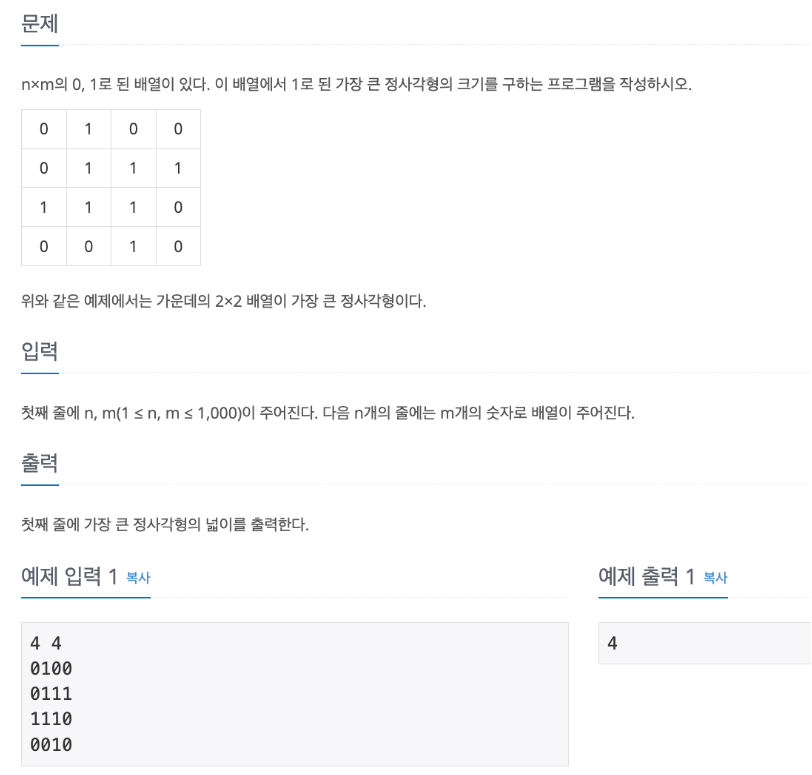 문제
n×m의 0, 1로 된 배열이 있다. 이 배열에서 1로 된 가장 큰 정사각형의 크기를 구하는 프로그램을 작성하시오.
0 1 0 0
0 1 1 1
1 1 1 0
0 0 1 0
위와 같은 예제에서는 가운데의 2×2 배열이 가장 큰 정사각형이다.
입력
첫째 줄에 n, m(1 ≤ n, m ≤ 1,000)이 주어진다. 다음 n개의 줄에는 m개의 숫자로 배열이 주어진다.
출력
첫째 줄에 가장 큰 정사각형의 넓이를 출력한다.
예제 입력 1 복사
4 4
0100
0111
1110
0010
예제 출력 1 복사
4